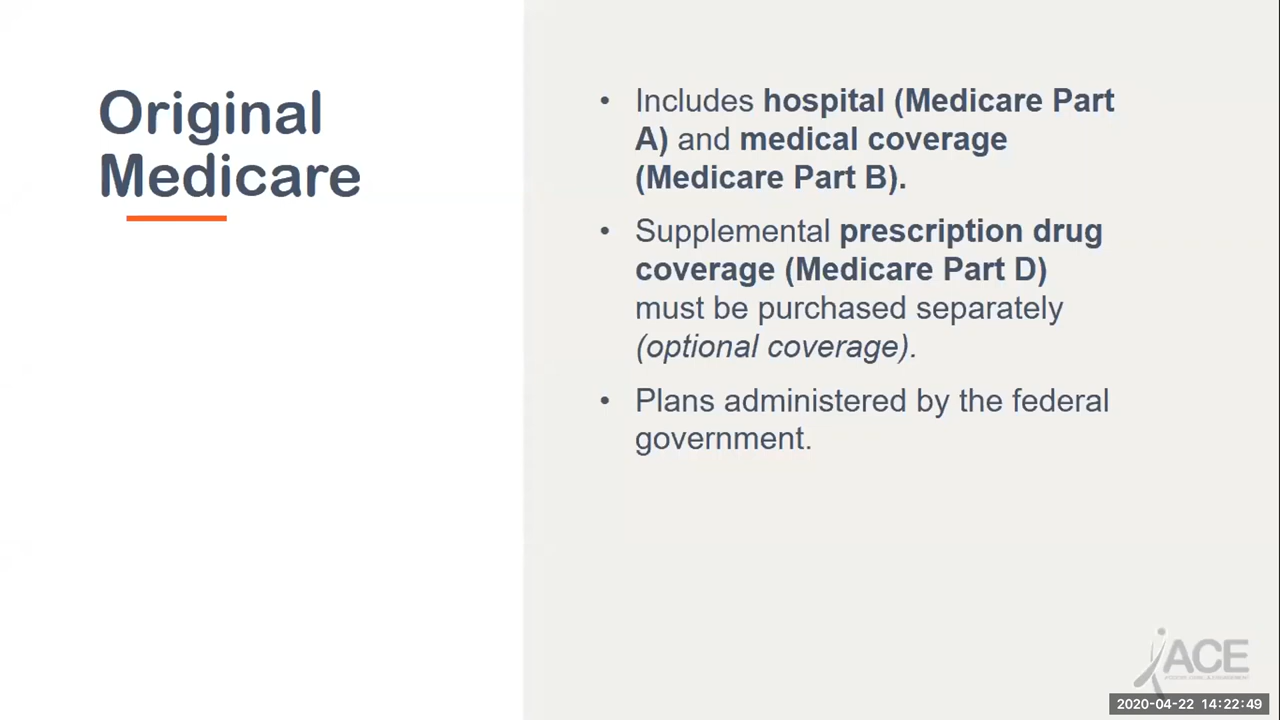 Original
Medicare
• Includes hospital (Medicare Part
A) and medical coverage
(Medicare Part B).
• Supplemental prescription drug
coverage (Medicare Part D)
must be purchased separately
(optional coverage).
• Plans administered by the federal
government.
ACE
2020-04-22 14:22:49